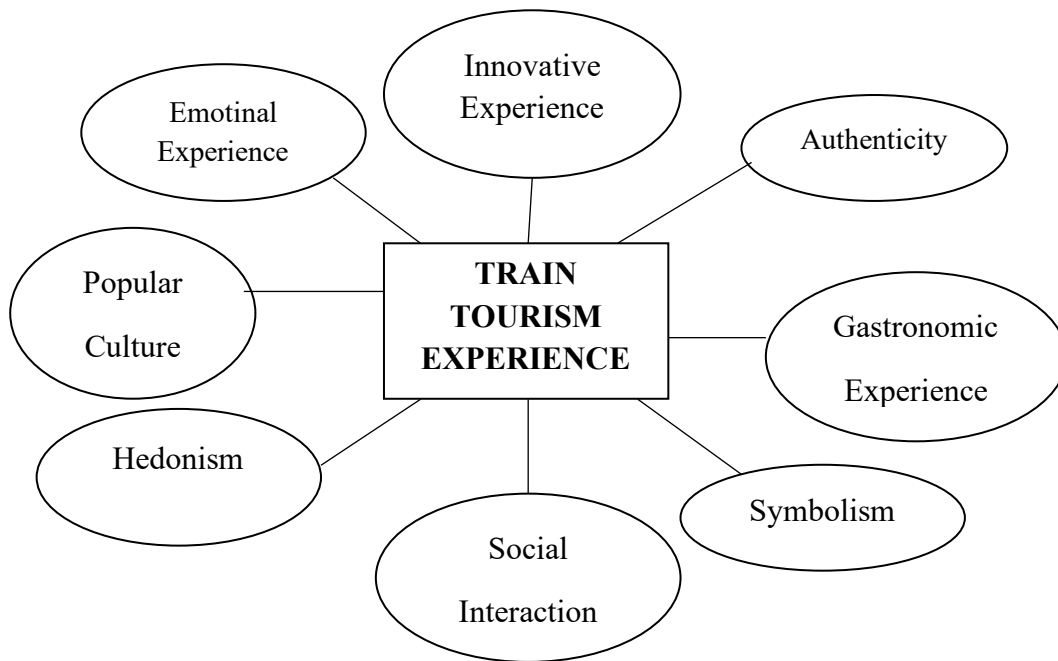 Innovative
Experience
Emotinal
Experience
Authenticity
Popular
Culture
TRAIN
TOURISM
EXPERIENCE
Gastronomic
Experience
Hedonism
Symbolism
Social
Interaction